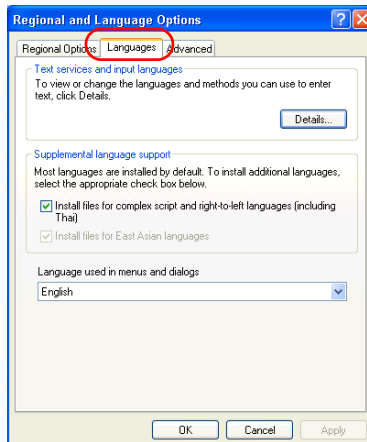 Regional and Language Options
Regional Options Languages Advanced
Text services and input languages
To view or change the languages and methods you can use to enter
text, click Details.
Details...
Supplemental language support
Most languages are installed by default. To install additional languages,
select the appropriate check box below.
Install files for complex script and right-to-left languages (including
Thai)
Install files for East Asian languages
Language used in menus and dialogs
English
OK Cancel Apply